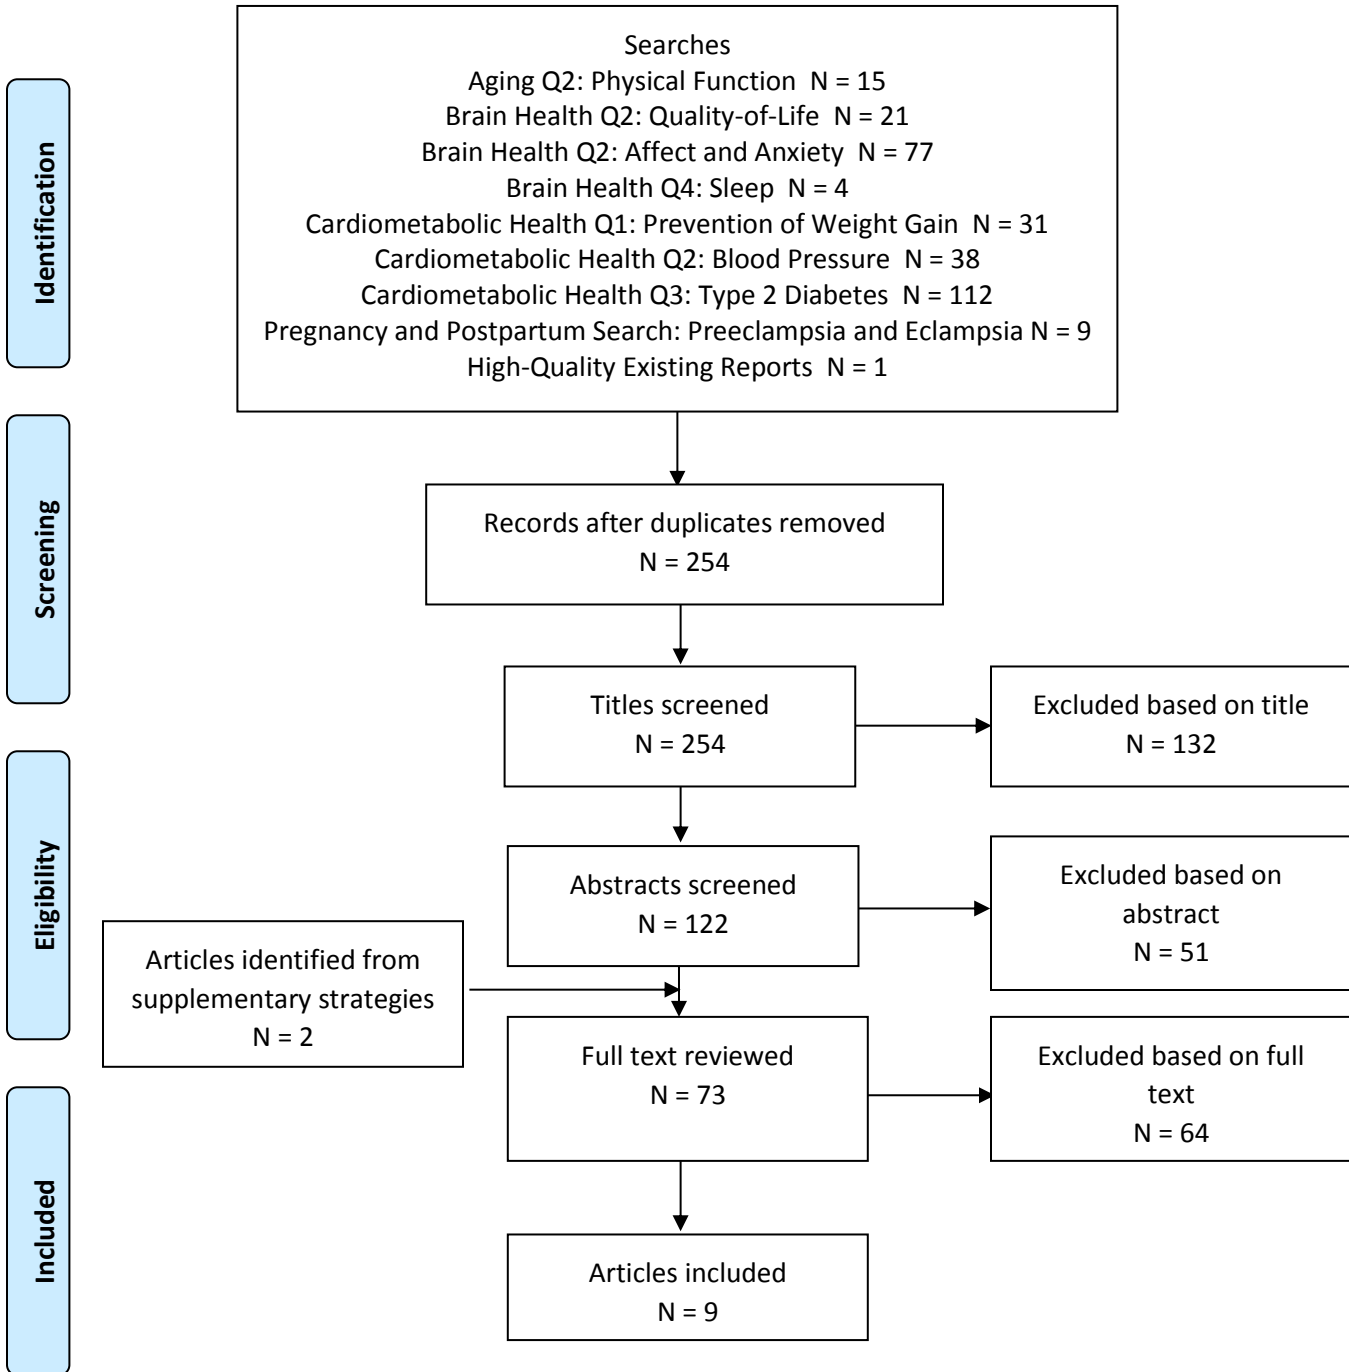 Identification
Searches
Aging Q2: Physical Function N = 15
Brain Health Q2: Quality-of-Life N = 21
Brain Health Q2: Affect and Anxiety N = 77
Brain Health Q4: Sleep N = 4
Cardiometabolic Health Q1: Prevention of Weight Gain N = 31
Cardiometabolic Health Q2: Blood Pressure N = 38
Cardiometabolic Health Q3: Type 2 Diabetes N = 112
Pregnancy and Postpartum Search: Preeclampsia and Eclampsia N = 9
High-Quality Existing Reports N = 1
Screening
Records after duplicates removed
N = 254
Titles screened
N = 254
Excluded based on title
N = 132
Eligibility
Abstracts screened
N = 122
Excluded based on
abstract
N = 51
Articles identified from
supplementary strategies
N = 2
Full text reviewed
N = 73
Excluded based on full
text
N = 64
Included
Articles included
N = 9